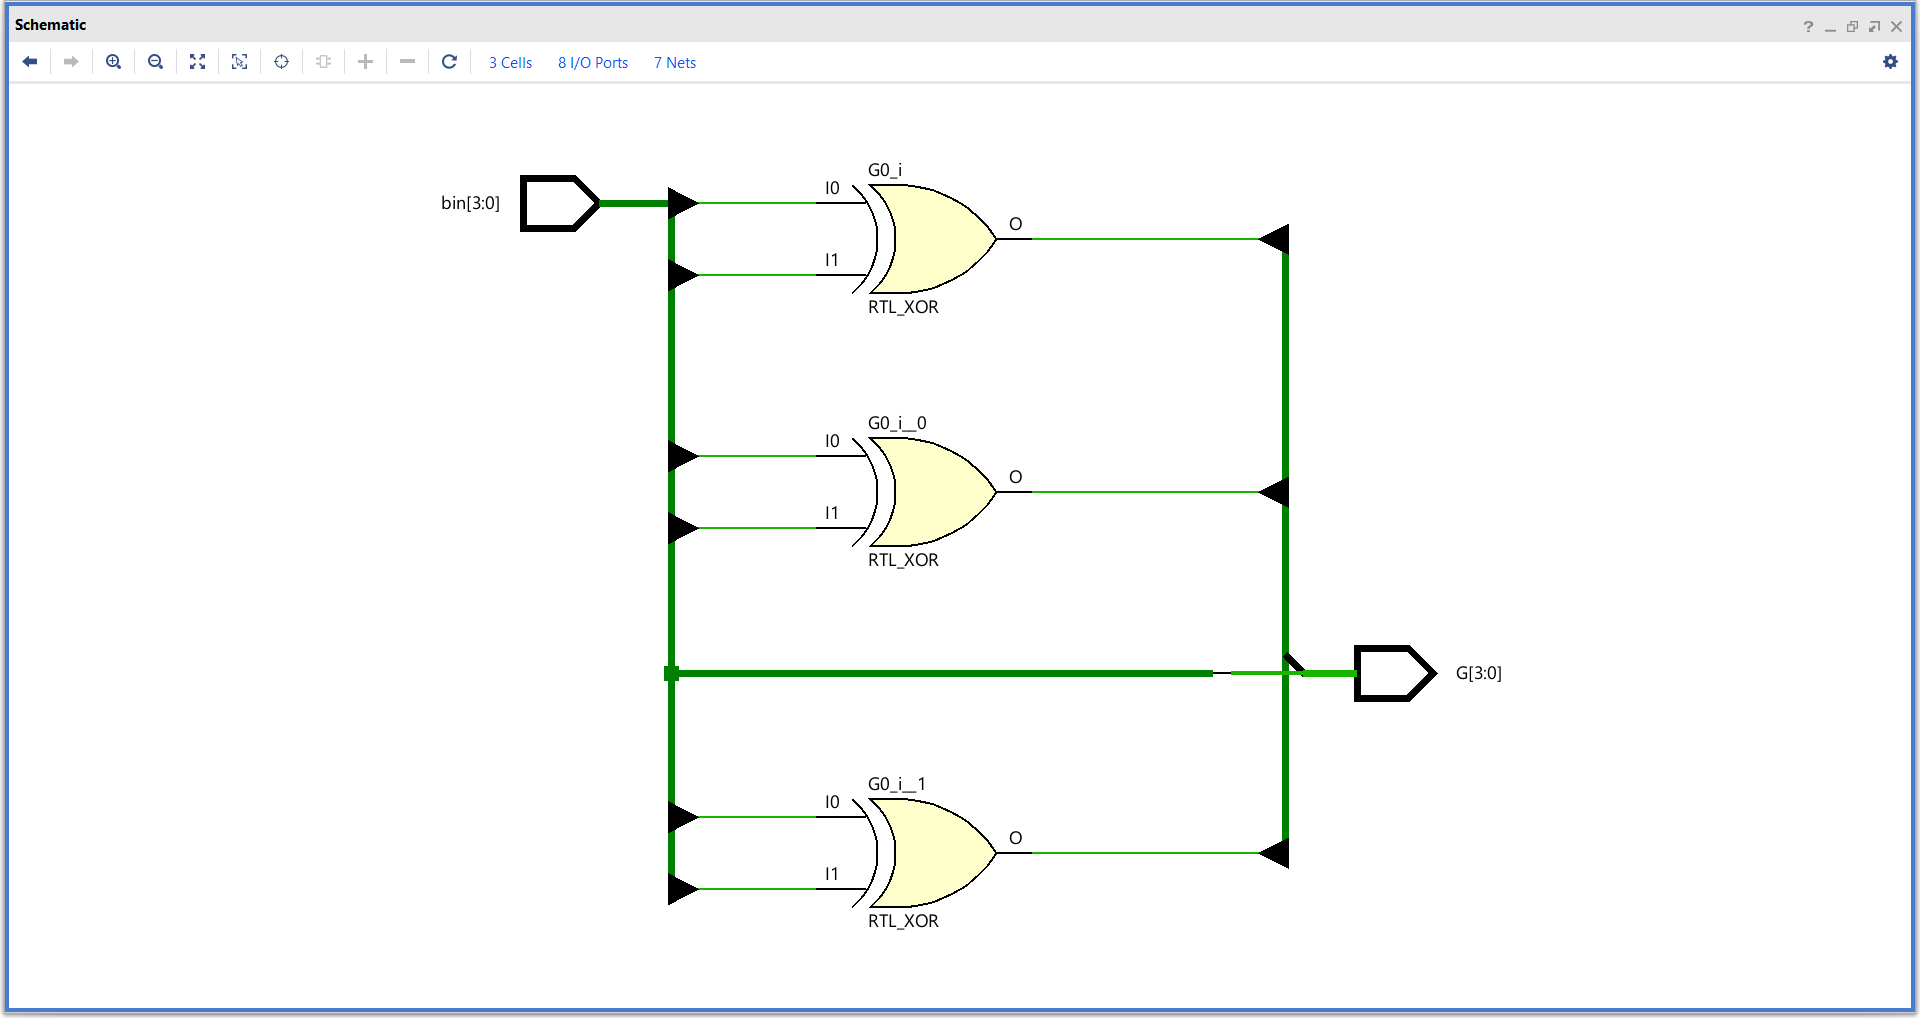 Schematic
?
3 Cells 8 I/O Ports 7 Nets
G0_i
I0
bin[3:0]
O
I1
RTL_XOR
G0_i__0
I0
O
I1
RTL_XOR
G[3:0]
G0_i__1
I0
O
I1
RTL_XOR